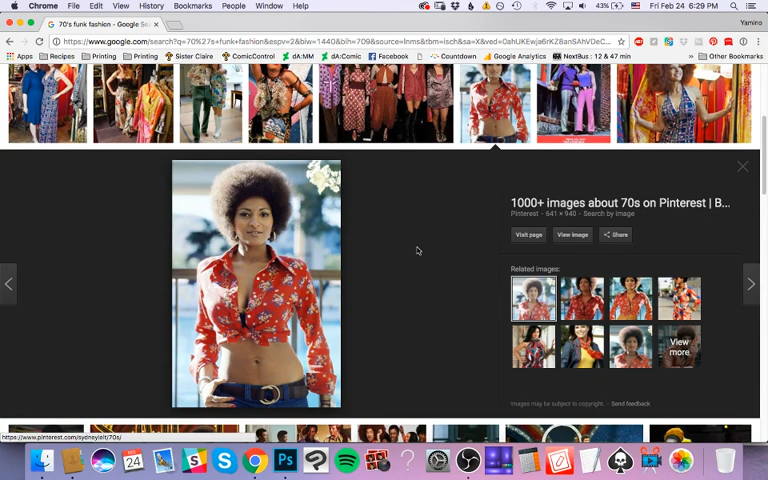 Chrome File Edit View History Bookmarks People Window Help 43% Fri Feb 24 6:29 PM
70's funk fashion - Google Se Yamino
https://www.google.com/search?q=70%27s+funk+fashion&espv=2&biw=1440&bih=709&source=lnms&tbm=isch&sa=X&ved=
Apps Recipes Printing Printing Sister Claire ComicControl dA:MM dA:Comic Facebook Countdown Google Analytics NextBus : 12 & 47 min Other Bookmarks
1000+ images about 70s on Pinterest | B...
Pinterest - 641 × 940 - Search by image
Visit page View image Share
Related images:
View more
Images may be subject to copyright. - Send feedback
https://www.pinterest.com/sydneyleit/70s/
DEC
24
Ps